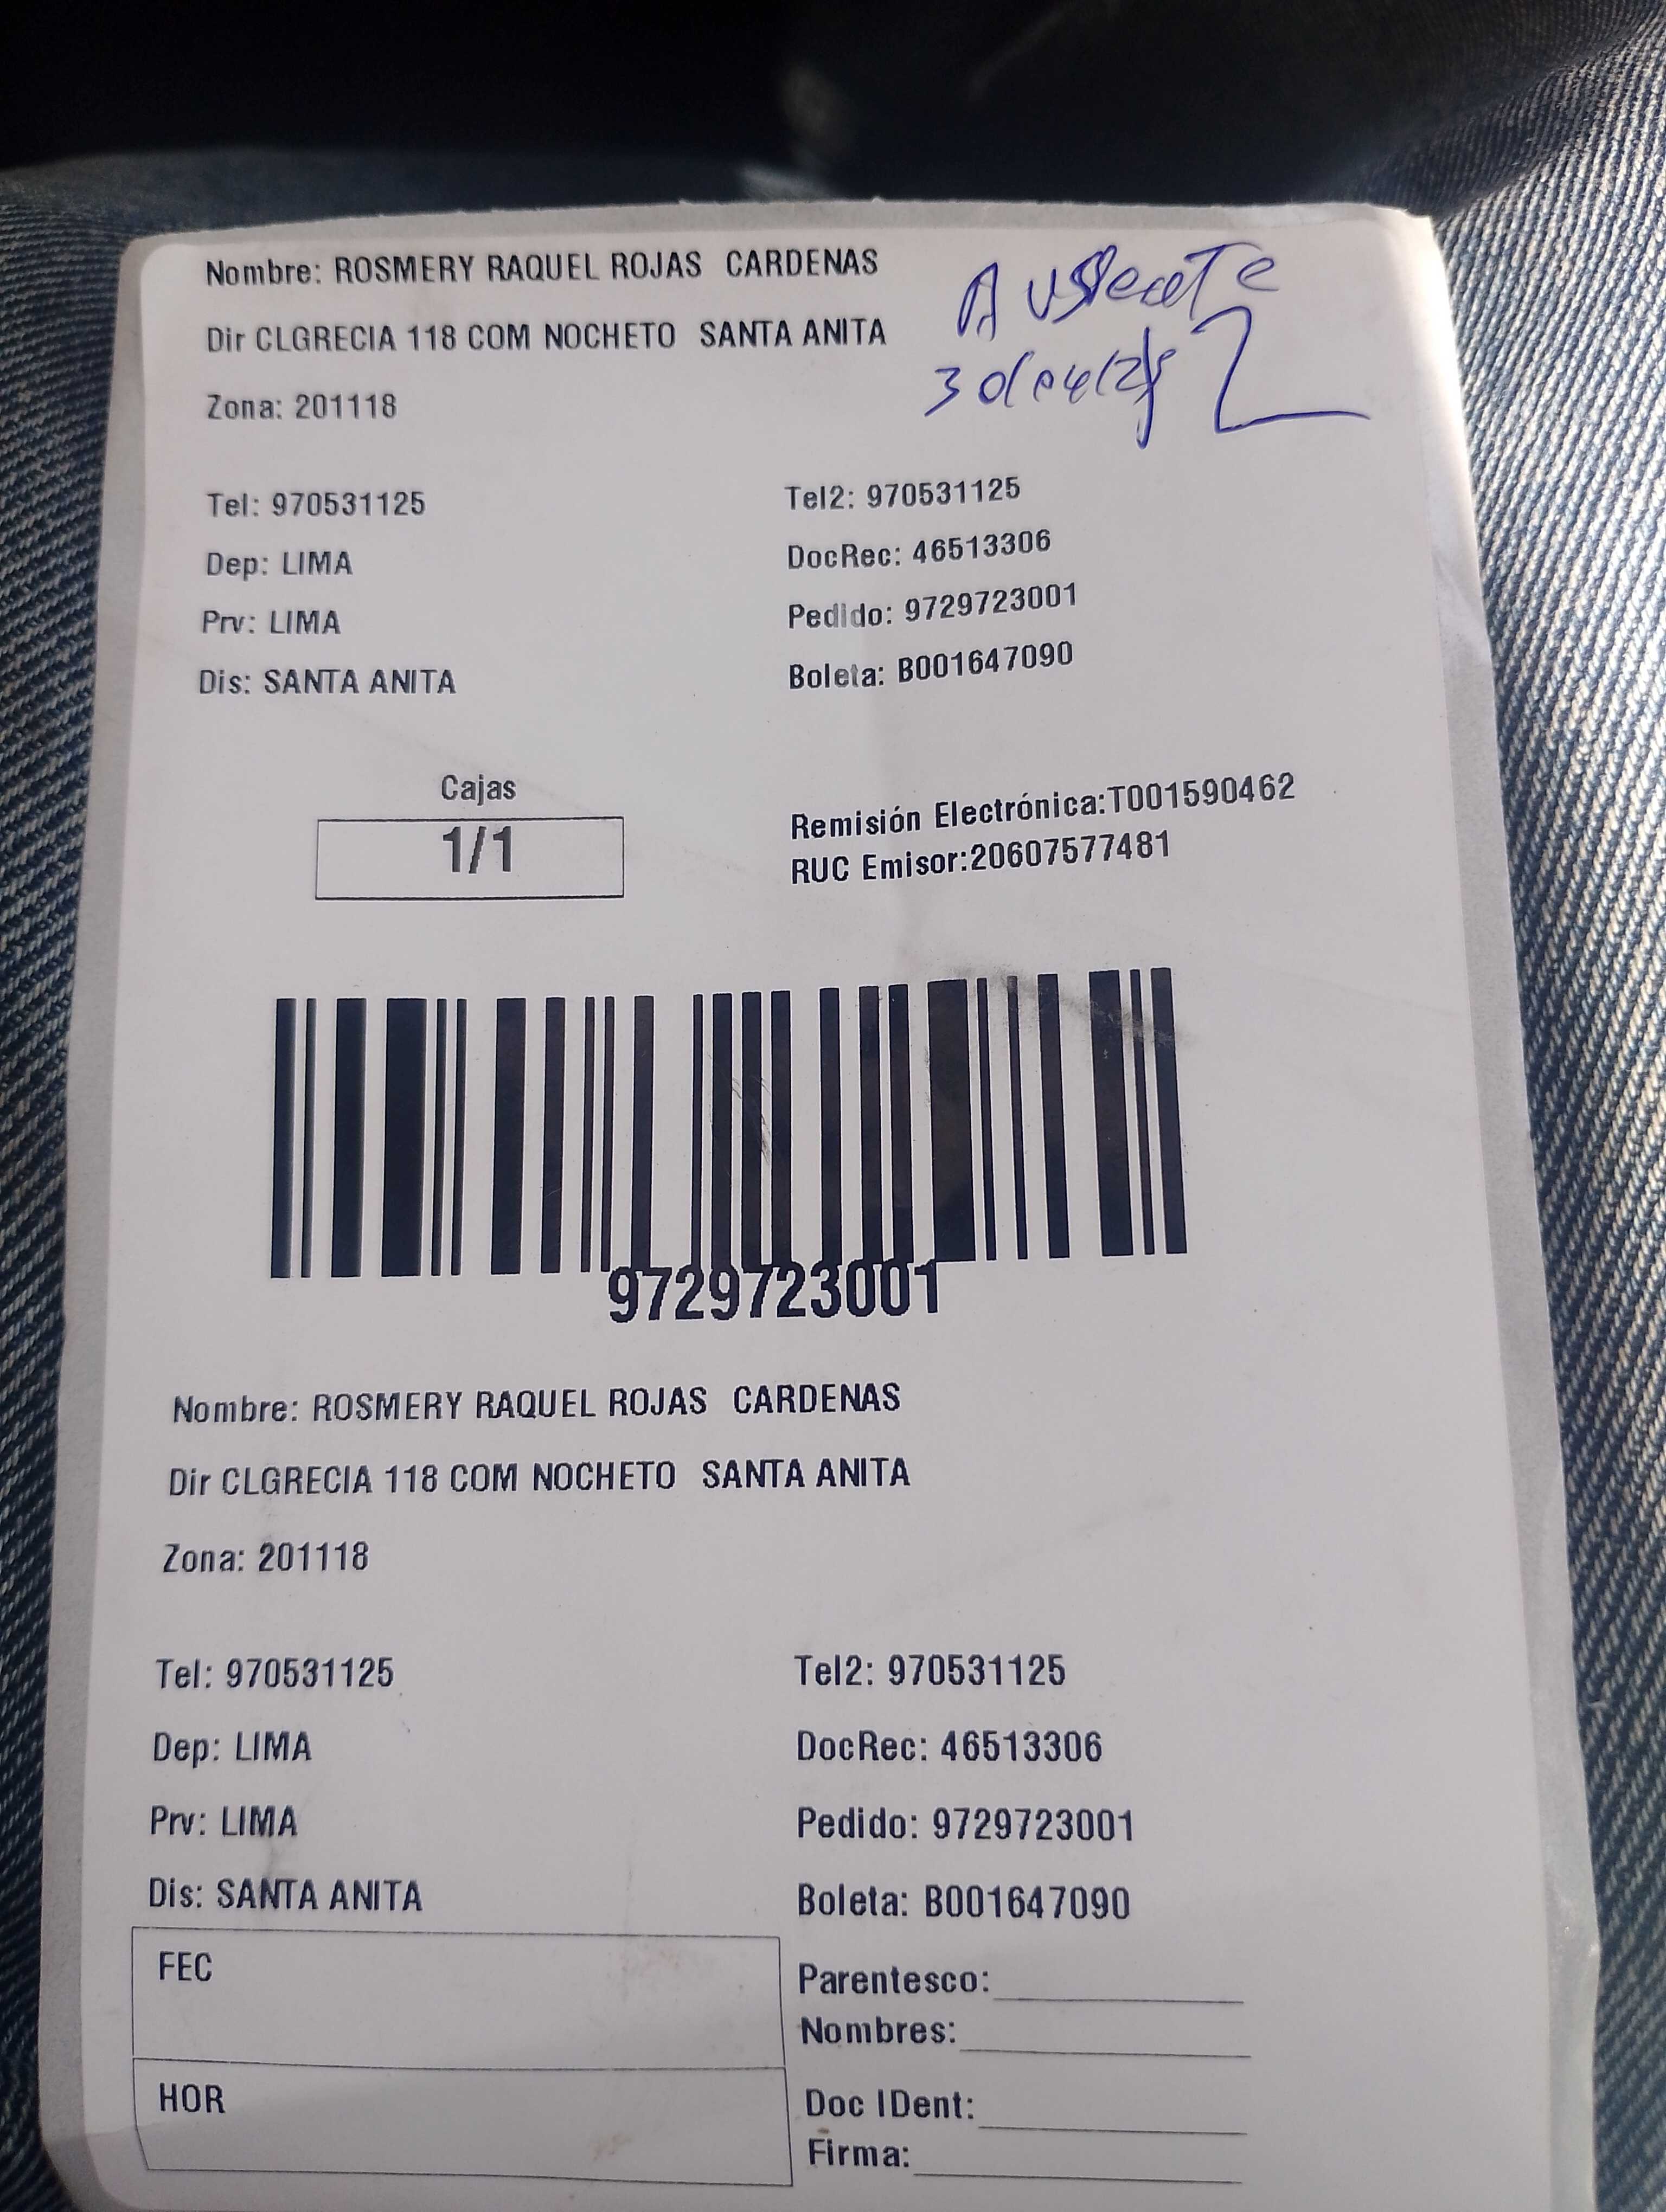 Nombre: ROSMERY RAQUEL ROJAS CARDENAS
Ausente
Dir CLGRECIA 118 COM NOCHETO SANTA ANITA
Zona: 201118
Tel: 970531125
Tel2: 970531125
Dep: LIMA
DocRec: 46513306
Prv: LIMA
Pedido: 9729723001
Dis: SANTA ANITA
Boleta: B001647090
Cajas
1/1
Remisión Electrónica:T001590462
RUC Emisor:20607577481
9729723001
Nombre: ROSMERY RAQUEL ROJAS CARDENAS
Dir CLGRECIA 118 COM NOCHETO SANTA ANITA
Zona: 201118
Tel: 970531125
Tel2: 970531125
Dep: LIMA
DocRec: 46513306
Prv: LIMA
Pedido: 9729723001
Dis: SANTA ANITA
Boleta: B001647090
FEC
Parentesco:
Nombres:
HOR
Doc IDent:
Firma: